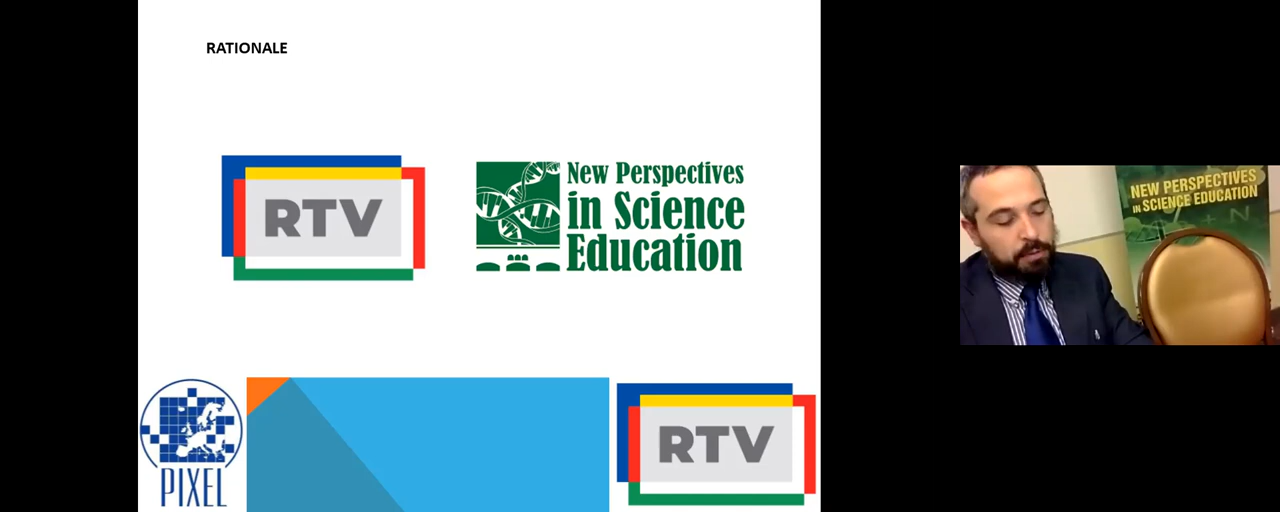 RATIONALE
RTV
New Perspectives
in Science
Education
PIXEL
RTV
NEW PERSPECTIVES
IN SCIENCE EDUCATION
+ N